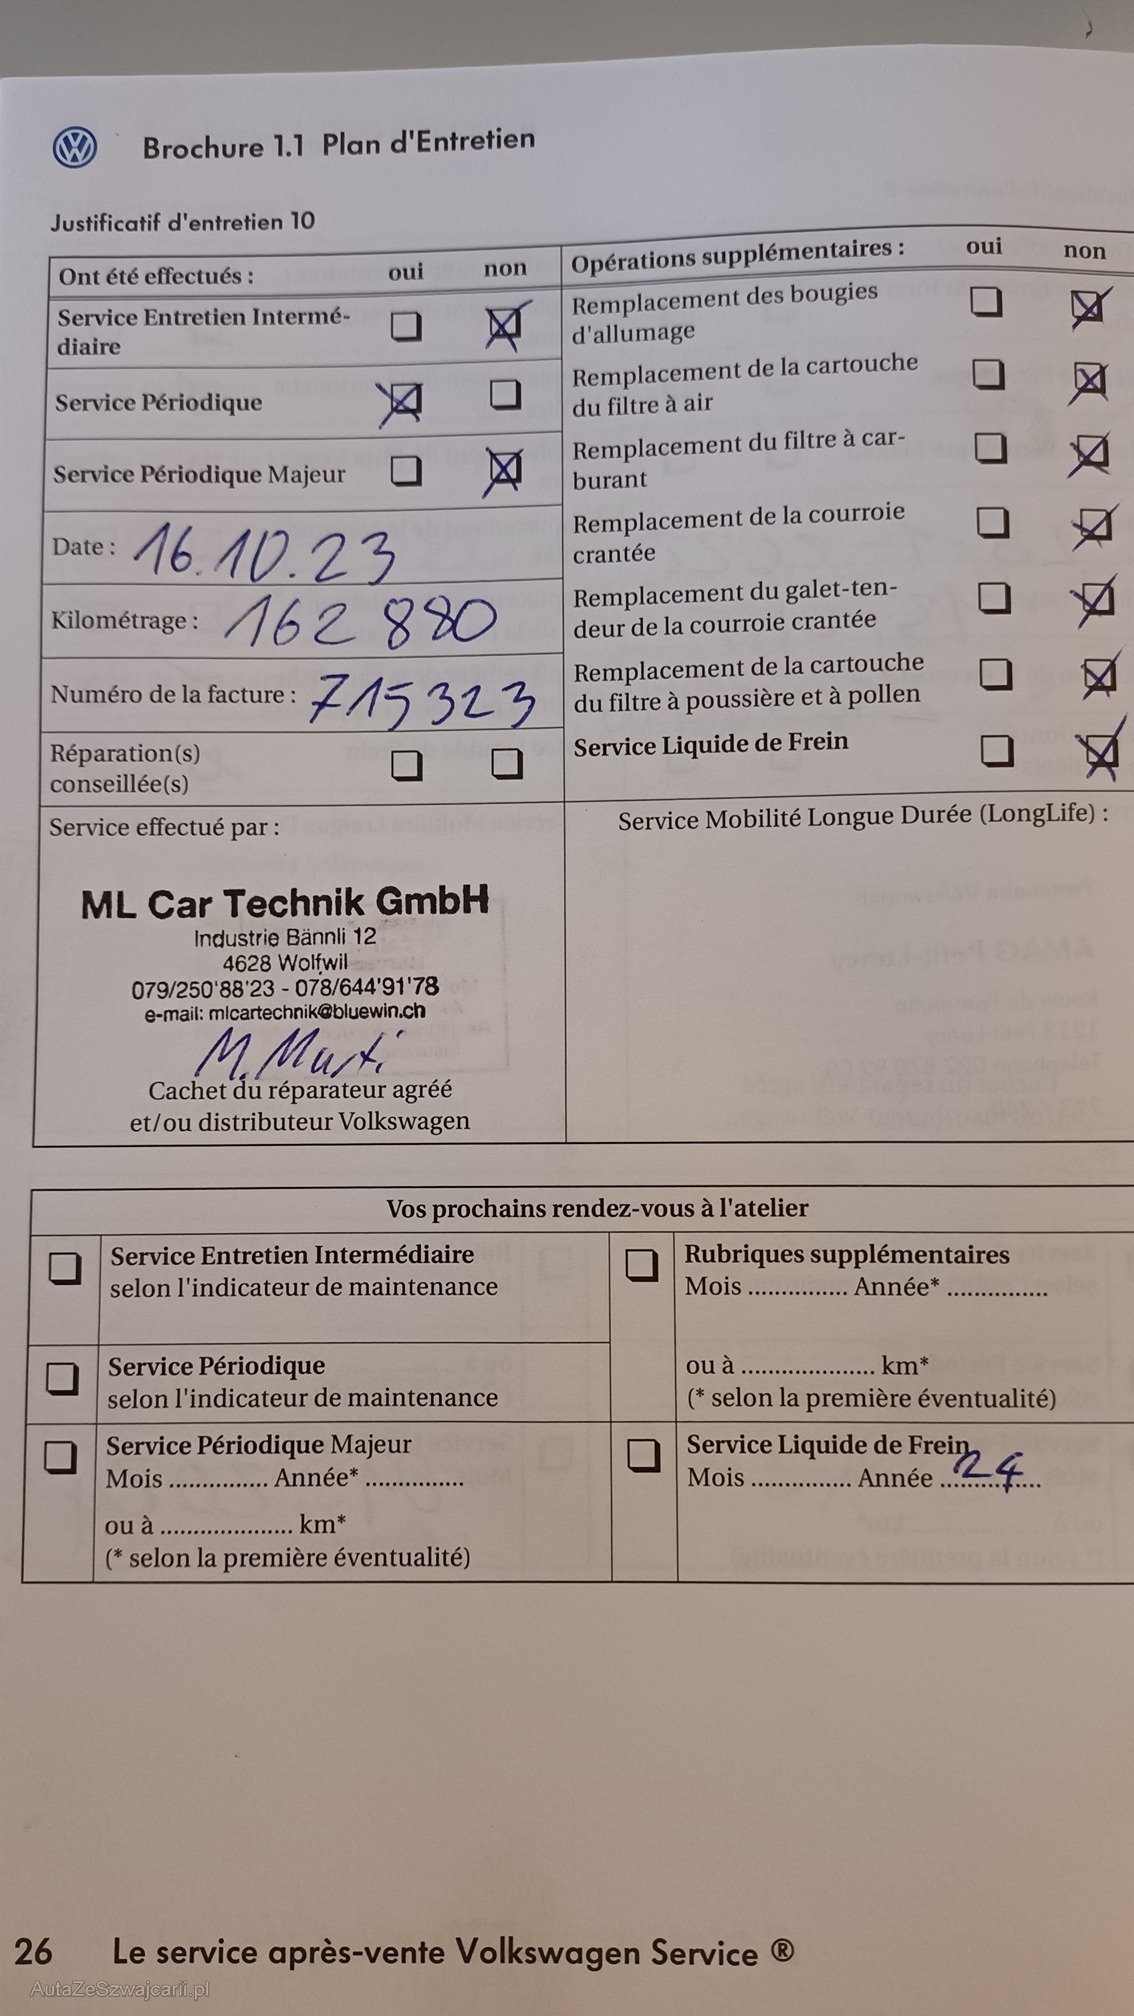 Brochure 1.1 Plan d'Entretien
Justificatif d'entretien 10
Ont été effectués : oui non
Service Entretien Intermé-
diaire
Service Périodique
Service Périodique Majeur
Date : 16.10.23
Kilométrage : 162 880
Numéro de la facture : 715323
Réparation(s)
conseillée(s)
Opérations supplémentaires : oui non
Remplacement des bougies
d'allumage
Remplacement de la cartouche
du filtre à air
Remplacement du filtre à car-
burant
Remplacement de la courroie
crantée
Remplacement du galet-ten-
deur de la courroie crantée
Remplacement de la cartouche
du filtre à poussière et à pollen
Service Liquide de Frein
Service effectué par :
ML Car Technik GmbH
Industrie Bännli 12
4628 Wolfwil
079/250'88'23 - 078/644'91'78
e-mail: mlcartechnik@bluewin.ch
M. Marti
Cachet du réparateur agréé
et/ou distributeur Volkswagen
Service Mobilité Longue Durée (LongLife) :
Vos prochains rendez-vous à l'atelier
Service Entretien Intermédiaire
selon l'indicateur de maintenance
Service Périodique
selon l'indicateur de maintenance
Service Périodique Majeur
Mois ............... Année* ...............
ou à .................... km*
(* selon la première éventualité)
Rubriques supplémentaires
Mois ............... Année* ...............
ou à .................... km*
(* selon la première éventualité)
Service Liquide de Frein
Mois ............... Année 24
26 Le service après-vente Volkswagen Service ®
AutaZeSzwajcarii.pl